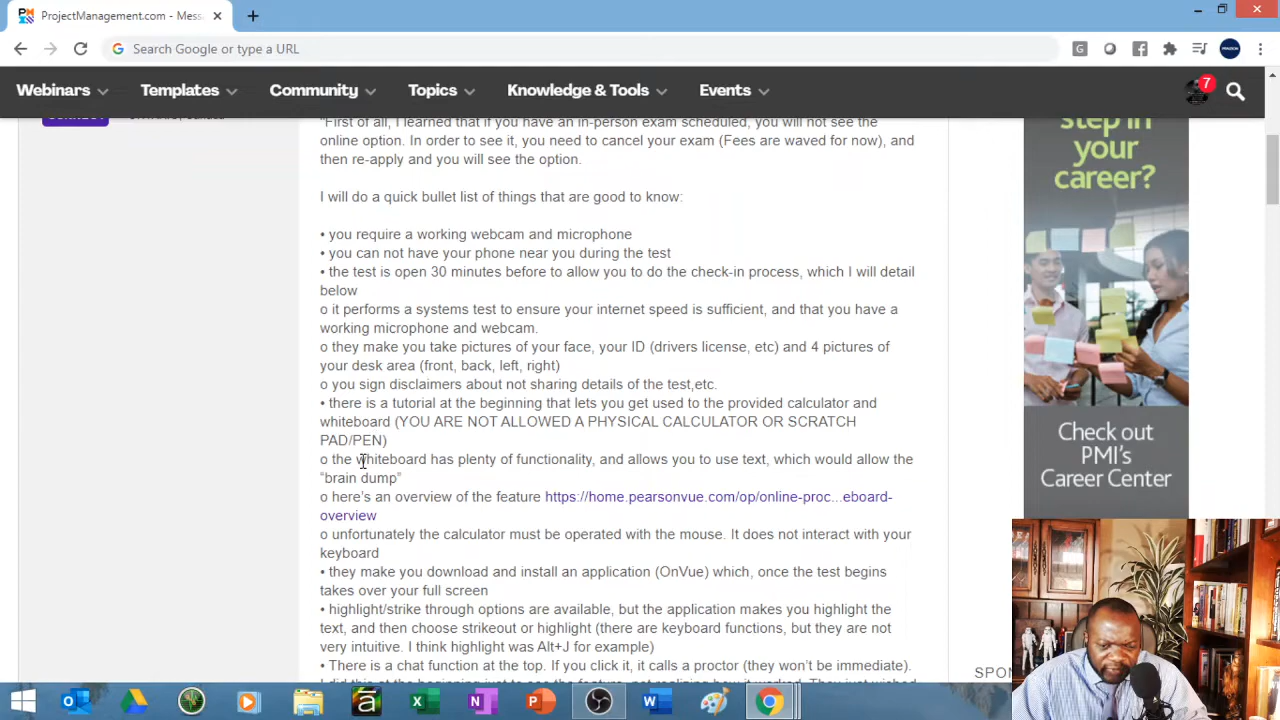 ProjectManagement.com - Mess
Search Google or type a URL
Webinars Templates Community Topics Knowledge & Tools Events 7
"First of all, I learned that if you have an in-person exam scheduled, you will not see the
online option. In order to see it, you need to cancel your exam (Fees are waved for now), and
then re-apply and you will see the option.
I will do a quick bullet list of things that are good to know:
• you require a working webcam and microphone
• you can not have your phone near you during the test
• the test is open 30 minutes before to allow you to do the check-in process, which I will detail
below
o it performs a systems test to ensure your internet speed is sufficient, and that you have a
working microphone and webcam.
o they make you take pictures of your face, your ID (drivers license, etc) and 4 pictures of
your desk area (front, back, left, right)
o you sign disclaimers about not sharing details of the test,etc.
• there is a tutorial at the beginning that lets you get used to the provided calculator and
whiteboard (YOU ARE NOT ALLOWED A PHYSICAL CALCULATOR OR SCRATCH
PAD/PEN)
o the whiteboard has plenty of functionality, and allows you to use text, which would allow the
“brain dump”
o here’s an overview of the feature https://home.pearsonvue.com/op/online-proc...eboard-
overview
o unfortunately the calculator must be operated with the mouse. It does not interact with your
keyboard
• they make you download and install an application (OnVue) which, once the test begins
takes over your full screen
• highlight/strike through options are available, but the application makes you highlight the
text, and then choose strikeout or highlight (there are keyboard functions, but they are not
very intuitive. I think highlight was Alt+J for example)
• There is a chat function at the top. If you click it, it calls a proctor (they won’t be immediate).
step in
your
career?
Check out
PMI’s
Career Center
SPON